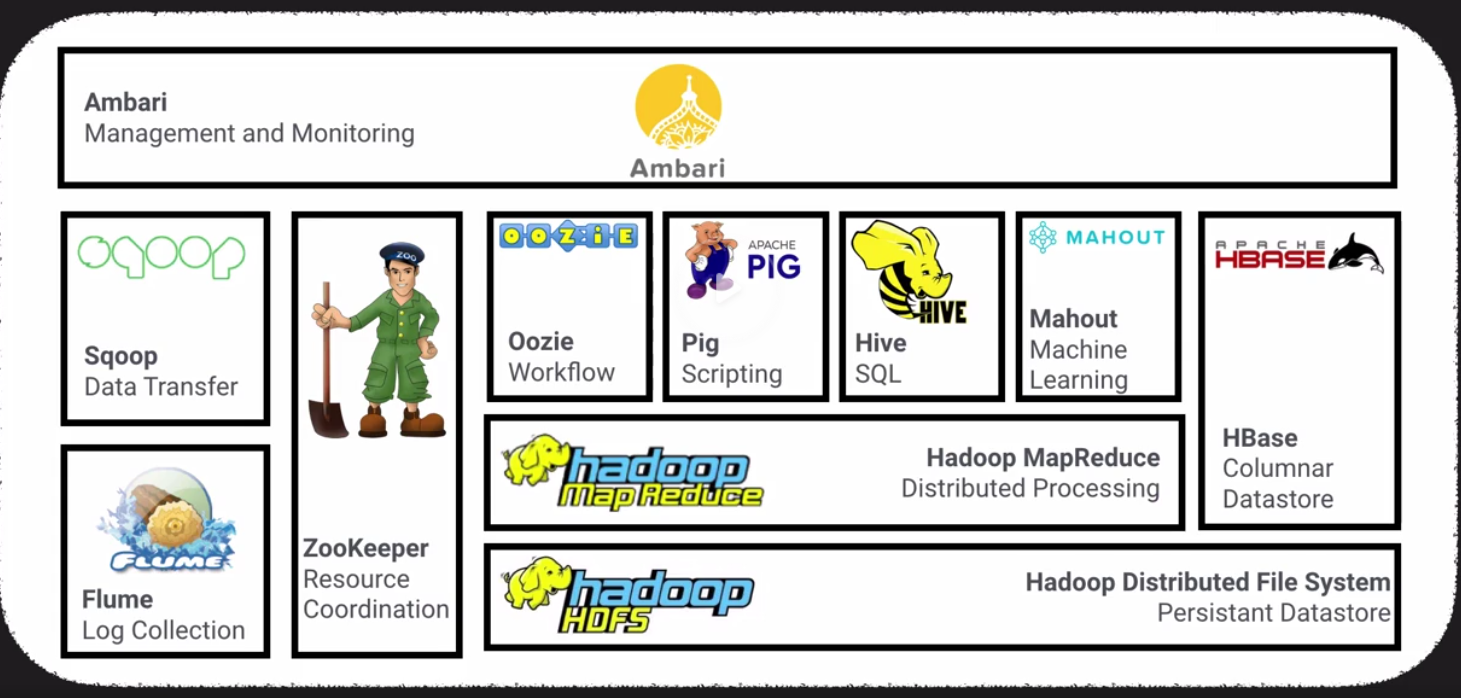 Ambari
Management and Monitoring
Ambari
sqoop
Sqoop
Data Transfer
FLUME
Flume
Log Collection
ZOO
ZooKeeper
Resource
Coordination
OOZiE
Oozie
Workflow
APACHE
PIG
Pig
Scripting
HIVE
Hive
SQL
MAHOUT
Mahout
Machine
Learning
APACHE
HBASE
HBase
Columnar
Datastore
hadoop
Map Reduce
Hadoop MapReduce
Distributed Processing
hadoop
HDFS
Hadoop Distributed File System
Persistant Datastore